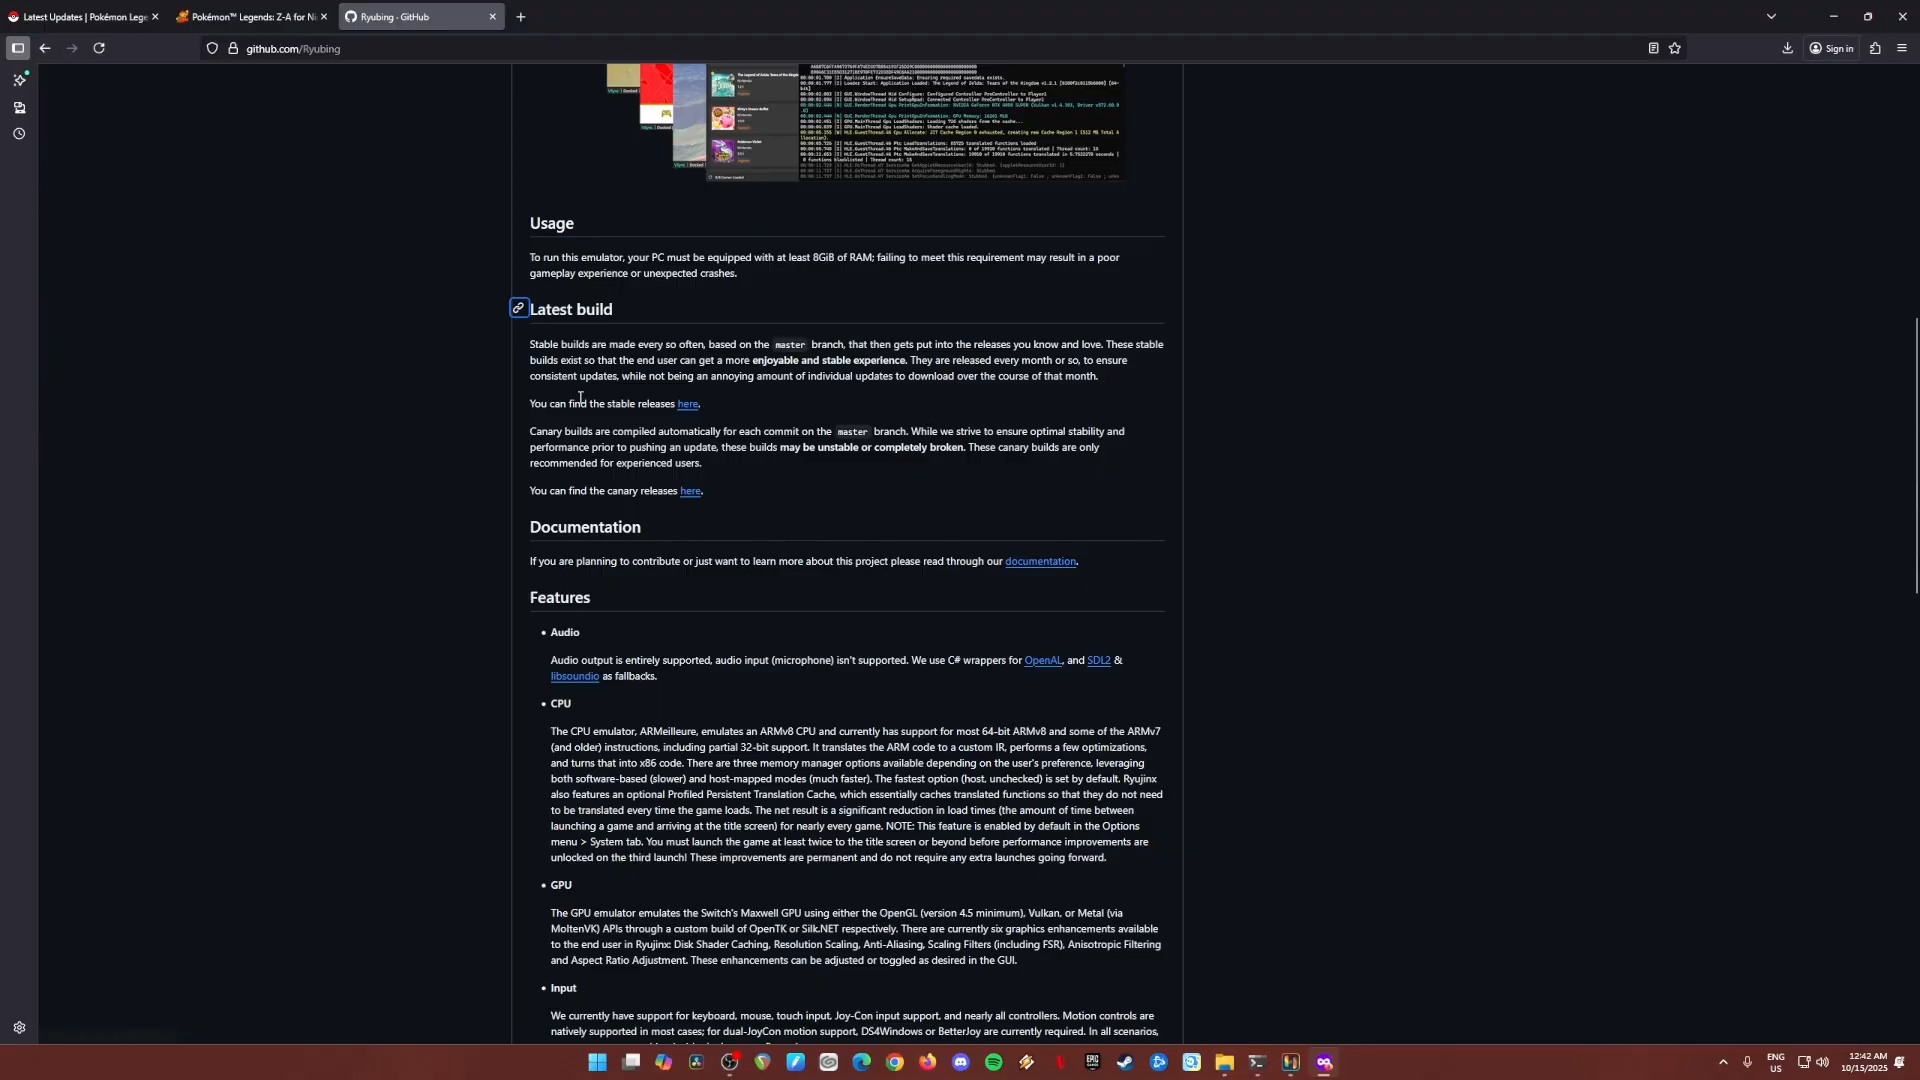 Latest Updates | Pokémon Lege
Pokémon™ Legends: Z-A for Ni
Ryubing · GitHub
github.com/Ryubing
Sign in
Usage
To run this emulator, your PC must be equipped with at least 8GiB of RAM; failing to meet this requirement may result in a poor
gameplay experience or unexpected crashes.
Latest build
Stable builds are made every so often, based on the master branch, that then gets put into the releases you know and love. These stable
builds exist so that the end user can get a more enjoyable and stable experience. They are released every month or so, to ensure
consistent updates, while not being an annoying amount of individual updates to download over the course of that month.
You can find the stable releases here.
Canary builds are compiled automatically for each commit on the master branch. While we strive to ensure optimal stability and
performance prior to pushing an update, these builds may be unstable or completely broken. These canary builds are only
recommended for experienced users.
You can find the canary releases here.
Documentation
If you are planning to contribute or just want to learn more about this project please read through our documentation.
Features
• Audio
Audio output is entirely supported, audio input (microphone) isn't supported. We use C# wrappers for OpenAL, and SDL2 &
libsoundio as fallbacks.
• CPU
The CPU emulator, ARMeilleure, emulates an ARMv8 CPU and currently has support for most 64-bit ARMv8 and some of the ARMv7
(and older) instructions, including partial 32-bit support. It translates the ARM code to a custom IR, performs a few optimizations,
and turns that into x86 code. There are three memory manager options available depending on the user's preference, leveraging
both software-based (slower) and host-mapped modes (much faster). The fastest option (host, unchecked) is set by default. Ryujinx
also features an optional Profiled Persistent Translation Cache, which essentially caches translated functions so that they do not need
to be translated every time the game loads. The net result is a significant reduction in load times (the amount of time between
launching a game and arriving at the title screen) for nearly every game. NOTE: This feature is enabled by default in the Options
menu > System tab. You must launch the game at least twice to the title screen or beyond before performance improvements are
unlocked on the third launch! These improvements are permanent and do not require any extra launches going forward.
• GPU
The GPU emulator emulates the Switch's Maxwell GPU using either the OpenGL (version 4.5 minimum), Vulkan, or Metal (via
MoltenVK) APIs through a custom build of OpenTK or Silk.NET respectively. There are currently six graphics enhancements available
to the end user in Ryujinx: Disk Shader Caching, Resolution Scaling, Anti-Aliasing, Scaling Filters (including FSR), Anisotropic Filtering
and Aspect Ratio Adjustment. These enhancements can be adjusted or toggled as desired in the GUI.
• Input
We currently have support for keyboard, mouse, touch input, Joy-Con input support, and nearly all controllers. Motion controls are
natively supported in most cases; for dual-JoyCon motion support, DS4Windows or BetterJoy are currently required. In all scenarios,
ENG
US
12:42 AM
10/15/2025